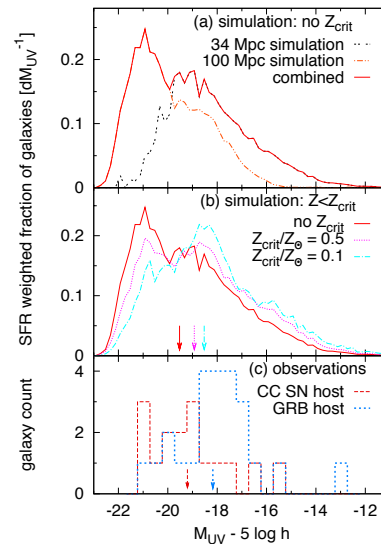 (a) simulation: no Z_crit
34 Mpc simulation
100 Mpc simulation
combined
0.2
0.1
0
SFR weighted fraction of galaxies [dM_UV^-1]
(b) simulation: Z<Z_crit
no Z_crit
Z_crit/Z_⊙ = 0.5
Z_crit/Z_⊙ = 0.1
0.2
0.1
0
(c) observations
CC SN host
GRB host
galaxy count
4
2
0
-22 -20 -18 -16 -14 -12
M_UV - 5 log h